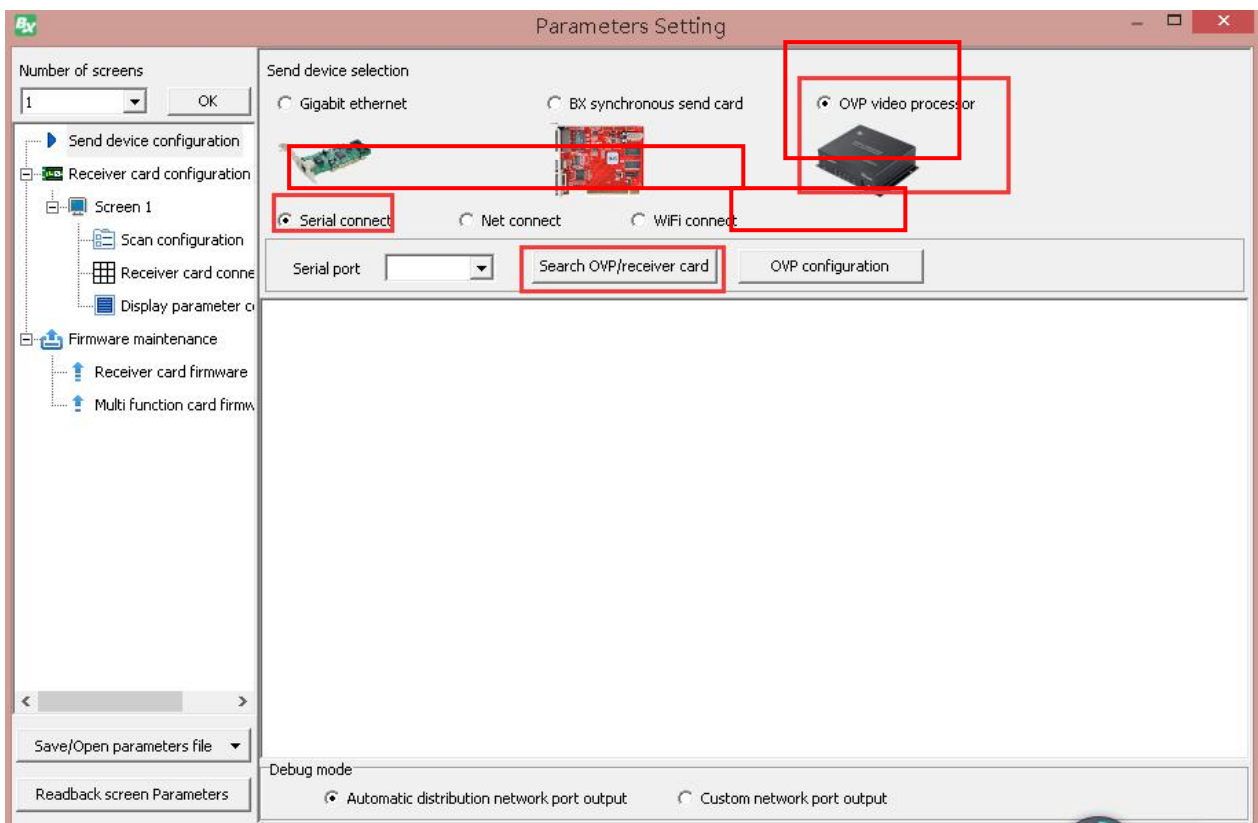 BX
Parameters Setting
Number of screens
1
OK
Send device configuration
Receiver card configuration
Screen 1
Scan configuration
Receiver card conne
Display parameter c
Firmware maintenance
Receiver card firmware
Multi function card firmw
Save/Open parameters file
Readback screen Parameters
Send device selection
Gigabit ethernet
BX synchronous send card
OVP video processor
Serial connect
Net connect
WiFi connect
Serial port
Search OVP/receiver card
OVP configuration
Debug mode
Automatic distribution network port output
Custom network port output